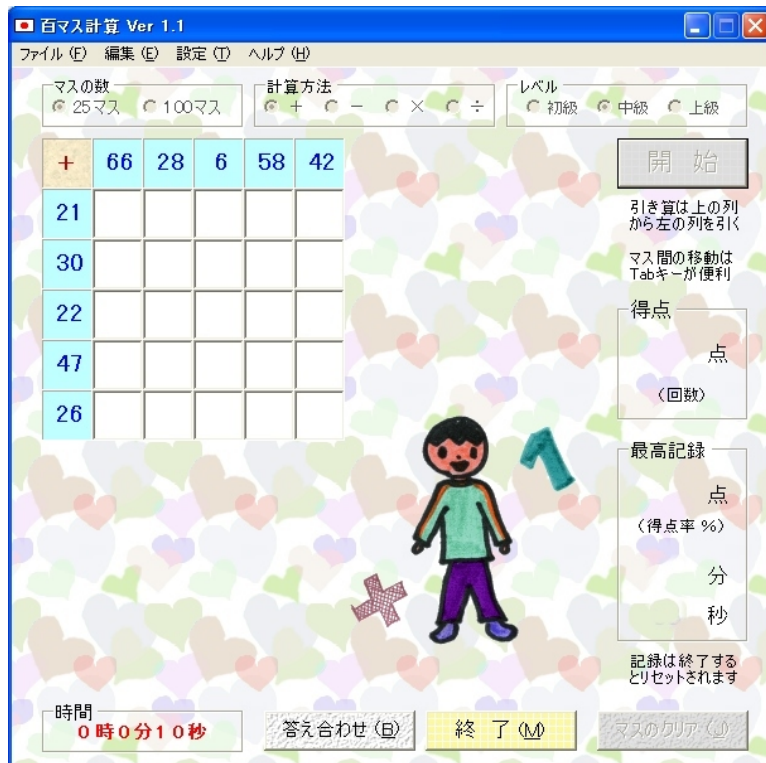 百マス計算 Ver 1.1
ファイル(F) 編集(E) 設定(T) ヘルプ(H)
マスの数 計算方法 レベル
25マス 100マス + − × ÷ 初級 中級 上級
+ 66 28 6 58 42
開 始
21
引き算は上の列
から左の列を引く
30
マス間の移動は
Tabキーが便利
22
得点
点
47
(回数)
26
最高記録
点
(得点率 %)
分
秒
記録は終了する
とリセットされます
時間
0時0分10秒
答え合わせ(B) 終 了(M) マスのクリア(J)